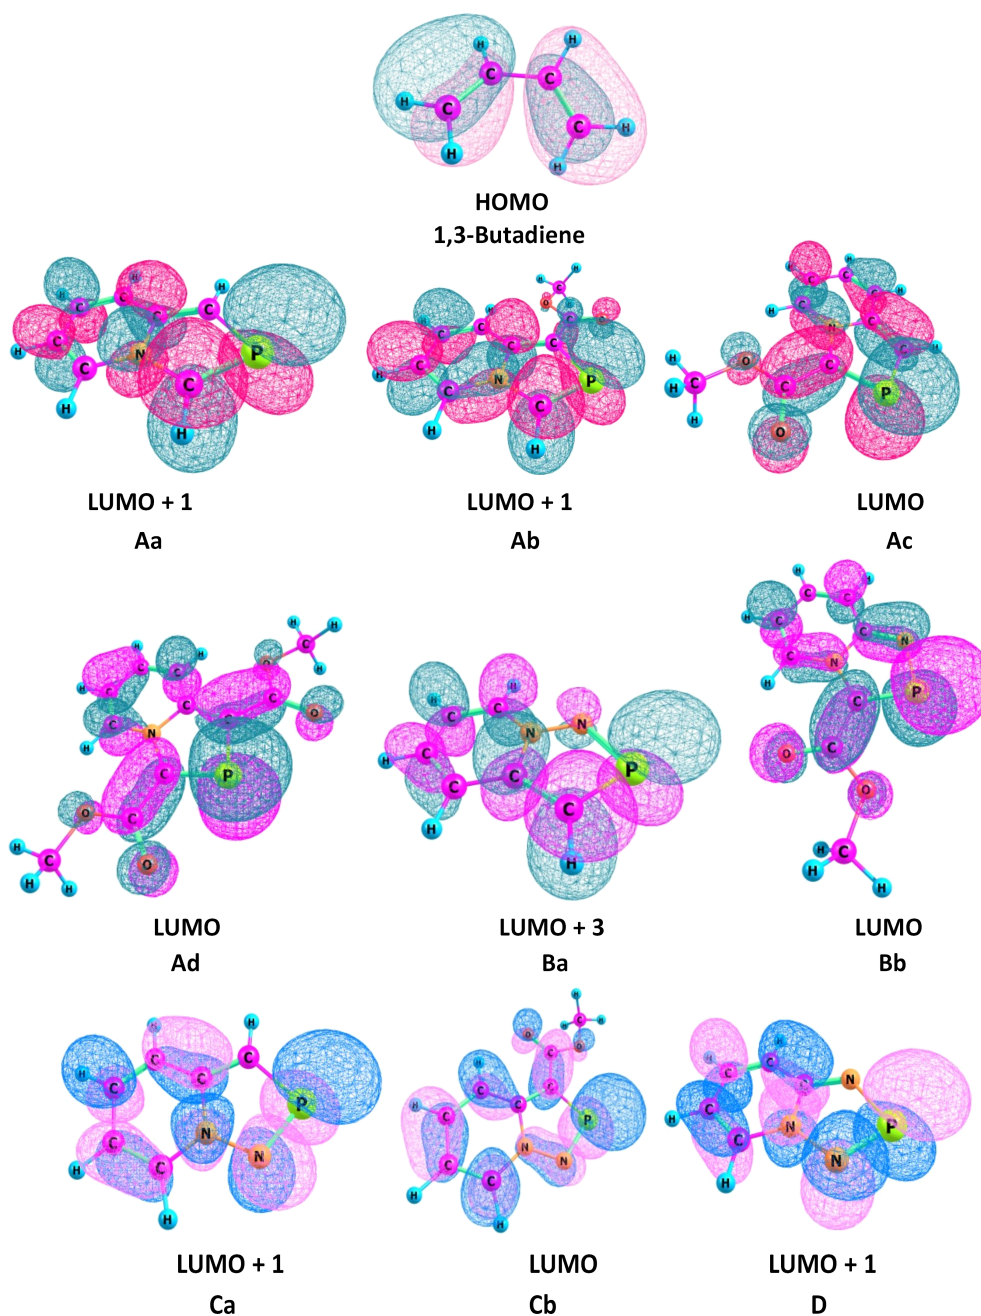 HOMO
1,3-Butadiene
LUMO + 1
Aa
LUMO + 1
Ab
LUMO
Ac
LUMO
Ad
LUMO + 3
Ba
LUMO
Bb
LUMO + 1
Ca
LUMO
Cb
LUMO + 1
D